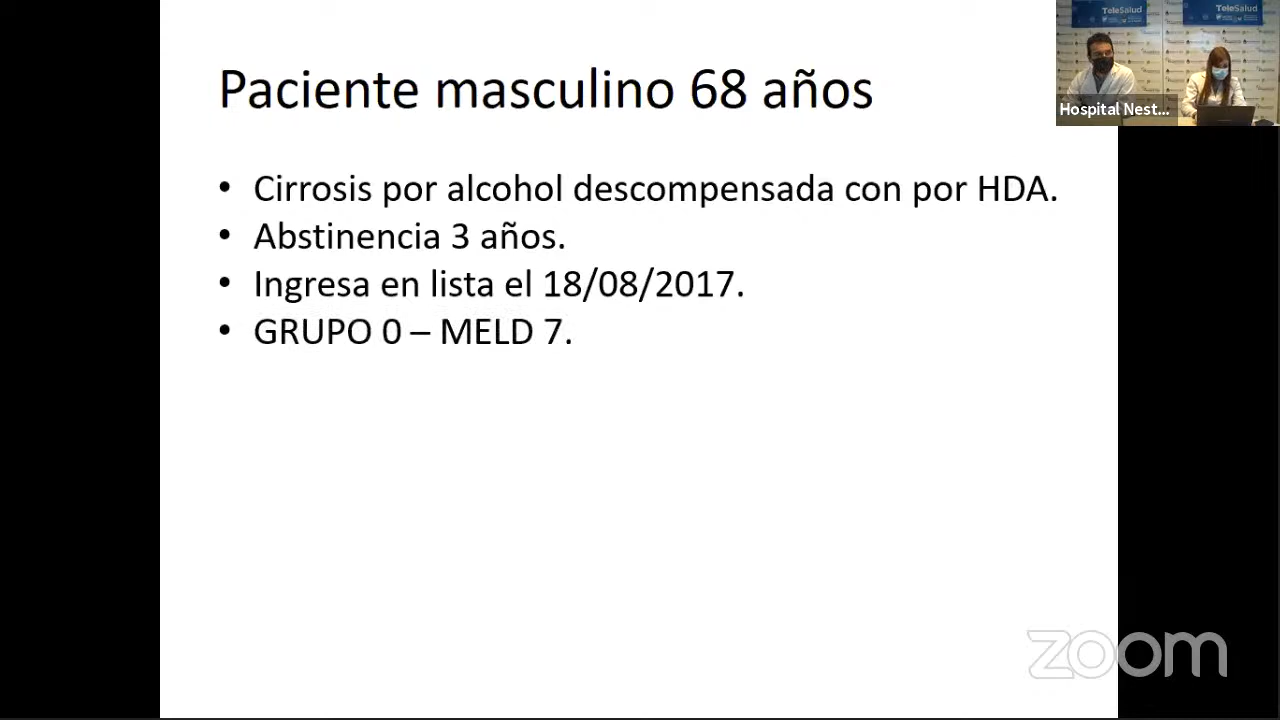 Paciente masculino 68 años
• Cirrosis por alcohol descompensada con por HDA.
• Abstinencia 3 años.
• Ingresa en lista el 18/08/2017.
• GRUPO 0 – MELD 7.
TeleSalud
TeleSalud
Hospital Nest...
zoom